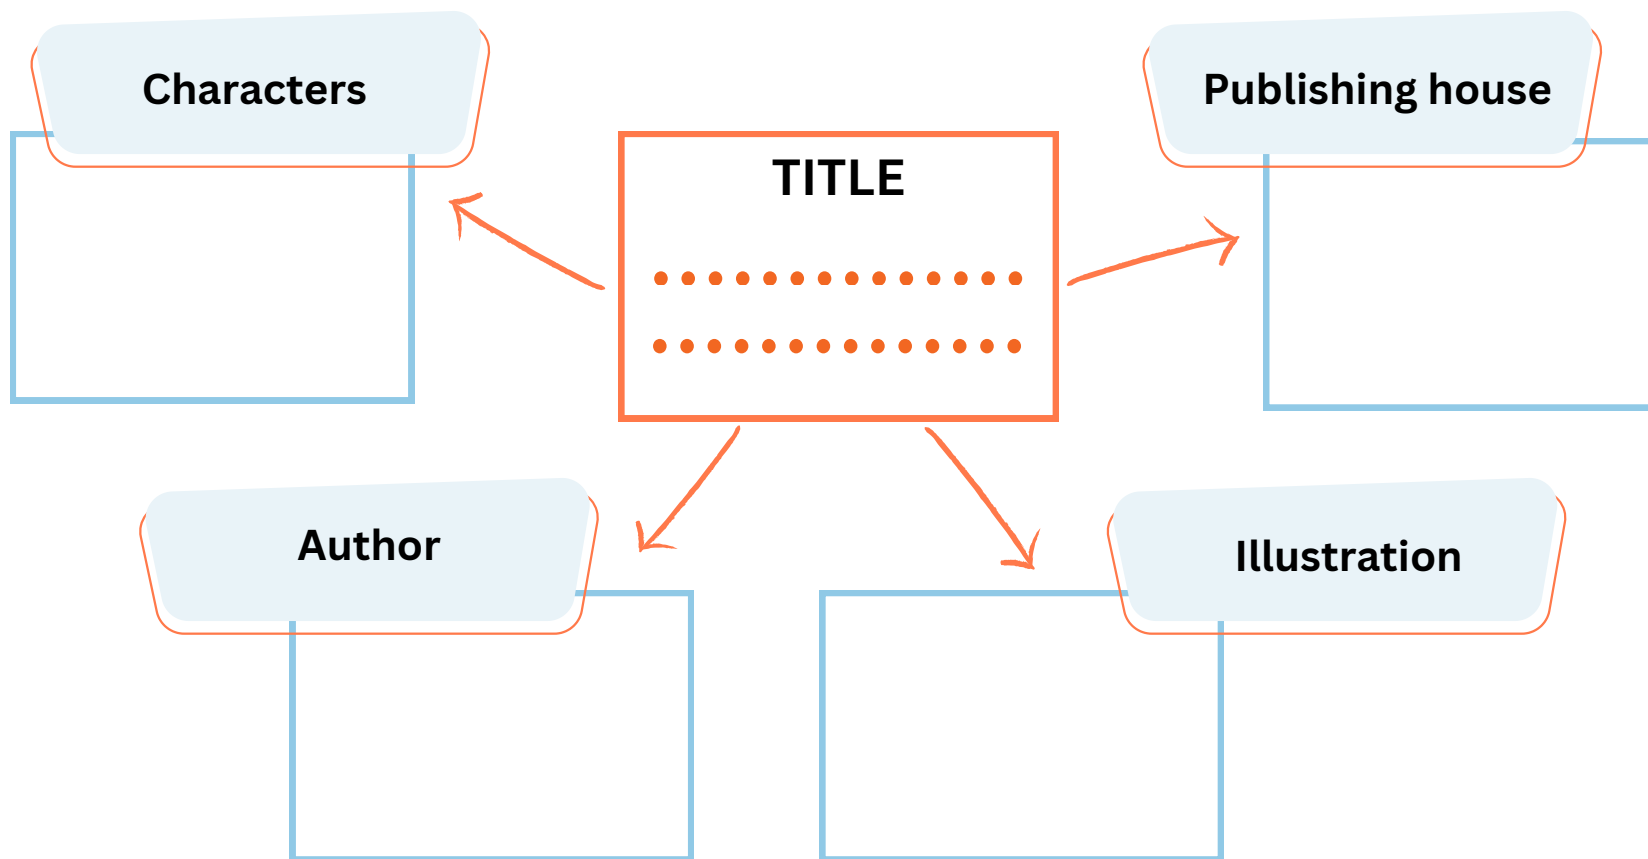 Characters
Publishing house
TITLE
Author
Illustration